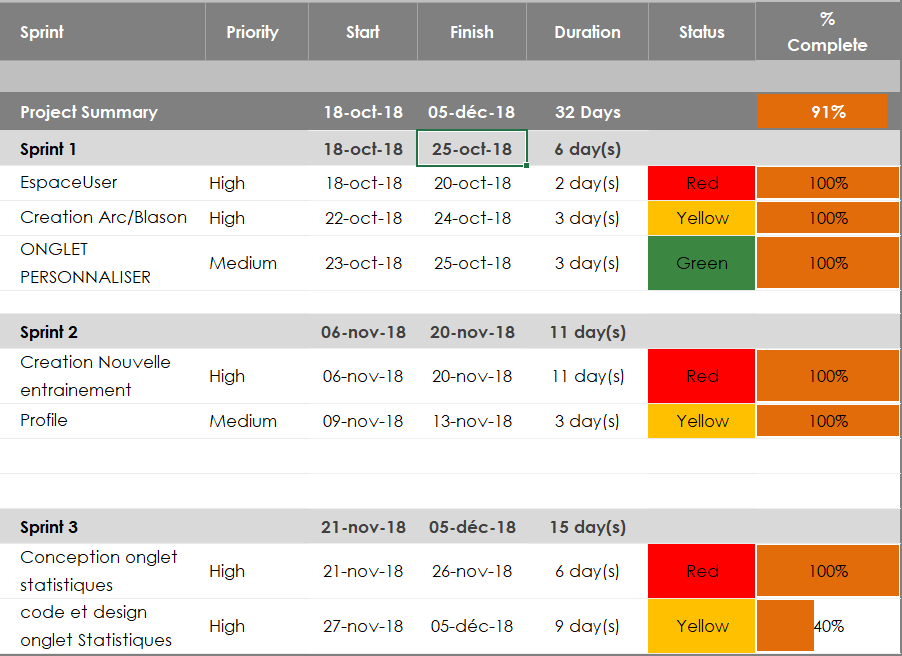 Sprint Priority Start Finish Duration Status % Complete
Project Summary 18-oct-18 05-déc-18 32 Days 91%
Sprint 1 18-oct-18 25-oct-18 6 day(s)
EspaceUser High 18-oct-18 20-oct-18 2 day(s) Red 100%
Creation Arc/Blason High 22-oct-18 24-oct-18 3 day(s) Yellow 100%
ONGLET PERSONNALISER Medium 23-oct-18 25-oct-18 3 day(s) Green 100%
Sprint 2 06-nov-18 20-nov-18 11 day(s)
Creation Nouvelle entrainement High 06-nov-18 20-nov-18 11 day(s) Red 100%
Profile Medium 09-nov-18 13-nov-18 3 day(s) Yellow 100%
Sprint 3 21-nov-18 05-déc-18 15 day(s)
Conception onglet statistiques High 21-nov-18 26-nov-18 6 day(s) Red 100%
code et design onglet Statistiques High 27-nov-18 05-déc-18 9 day(s) Yellow 40%